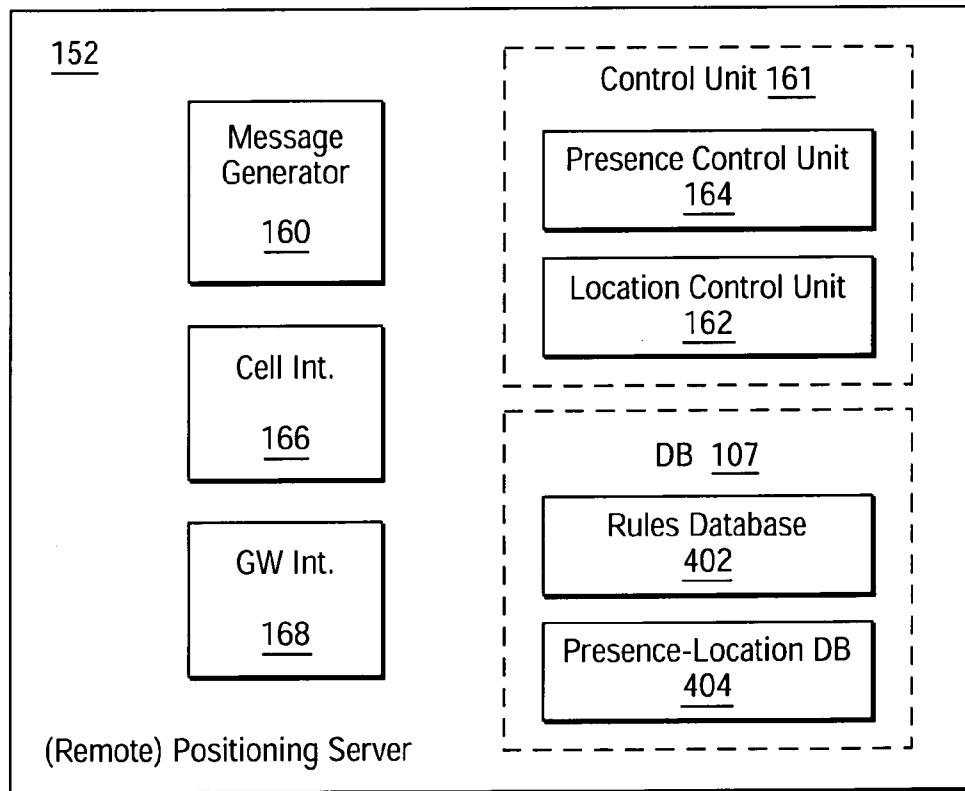 152
Message
Generator
160
Cell Int.
166
GW Int.
168
(Remote) Positioning Server
Control Unit 161
Presence Control Unit
164
Location Control Unit
162
DB 107
Rules Database
402
Presence-Location DB
404